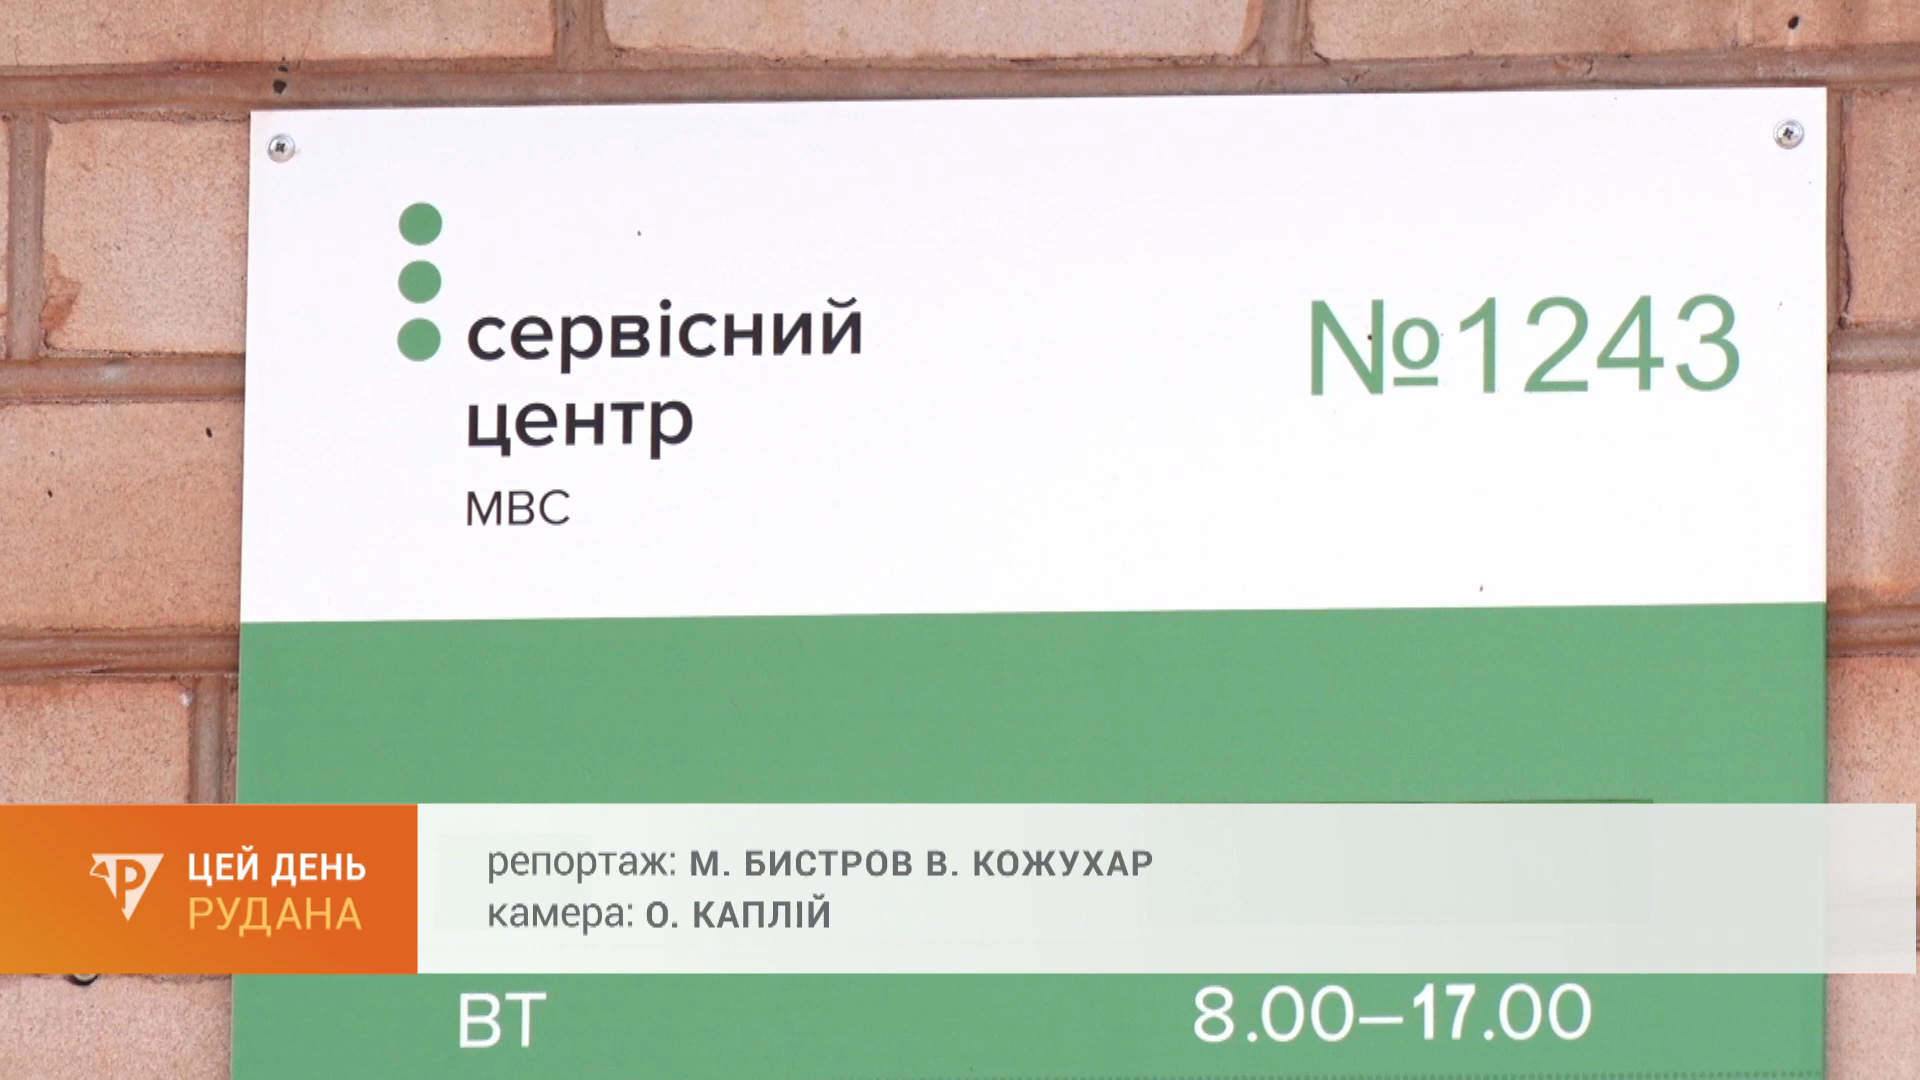 сервісний
центр
МВС
№1243
ЦЕЙ ДЕНЬ
РУДАНА
репортаж: М. БИСТРОВ В. КОЖУХАР
камера: О. КАПЛІЙ
ВТ 8.00–17.00